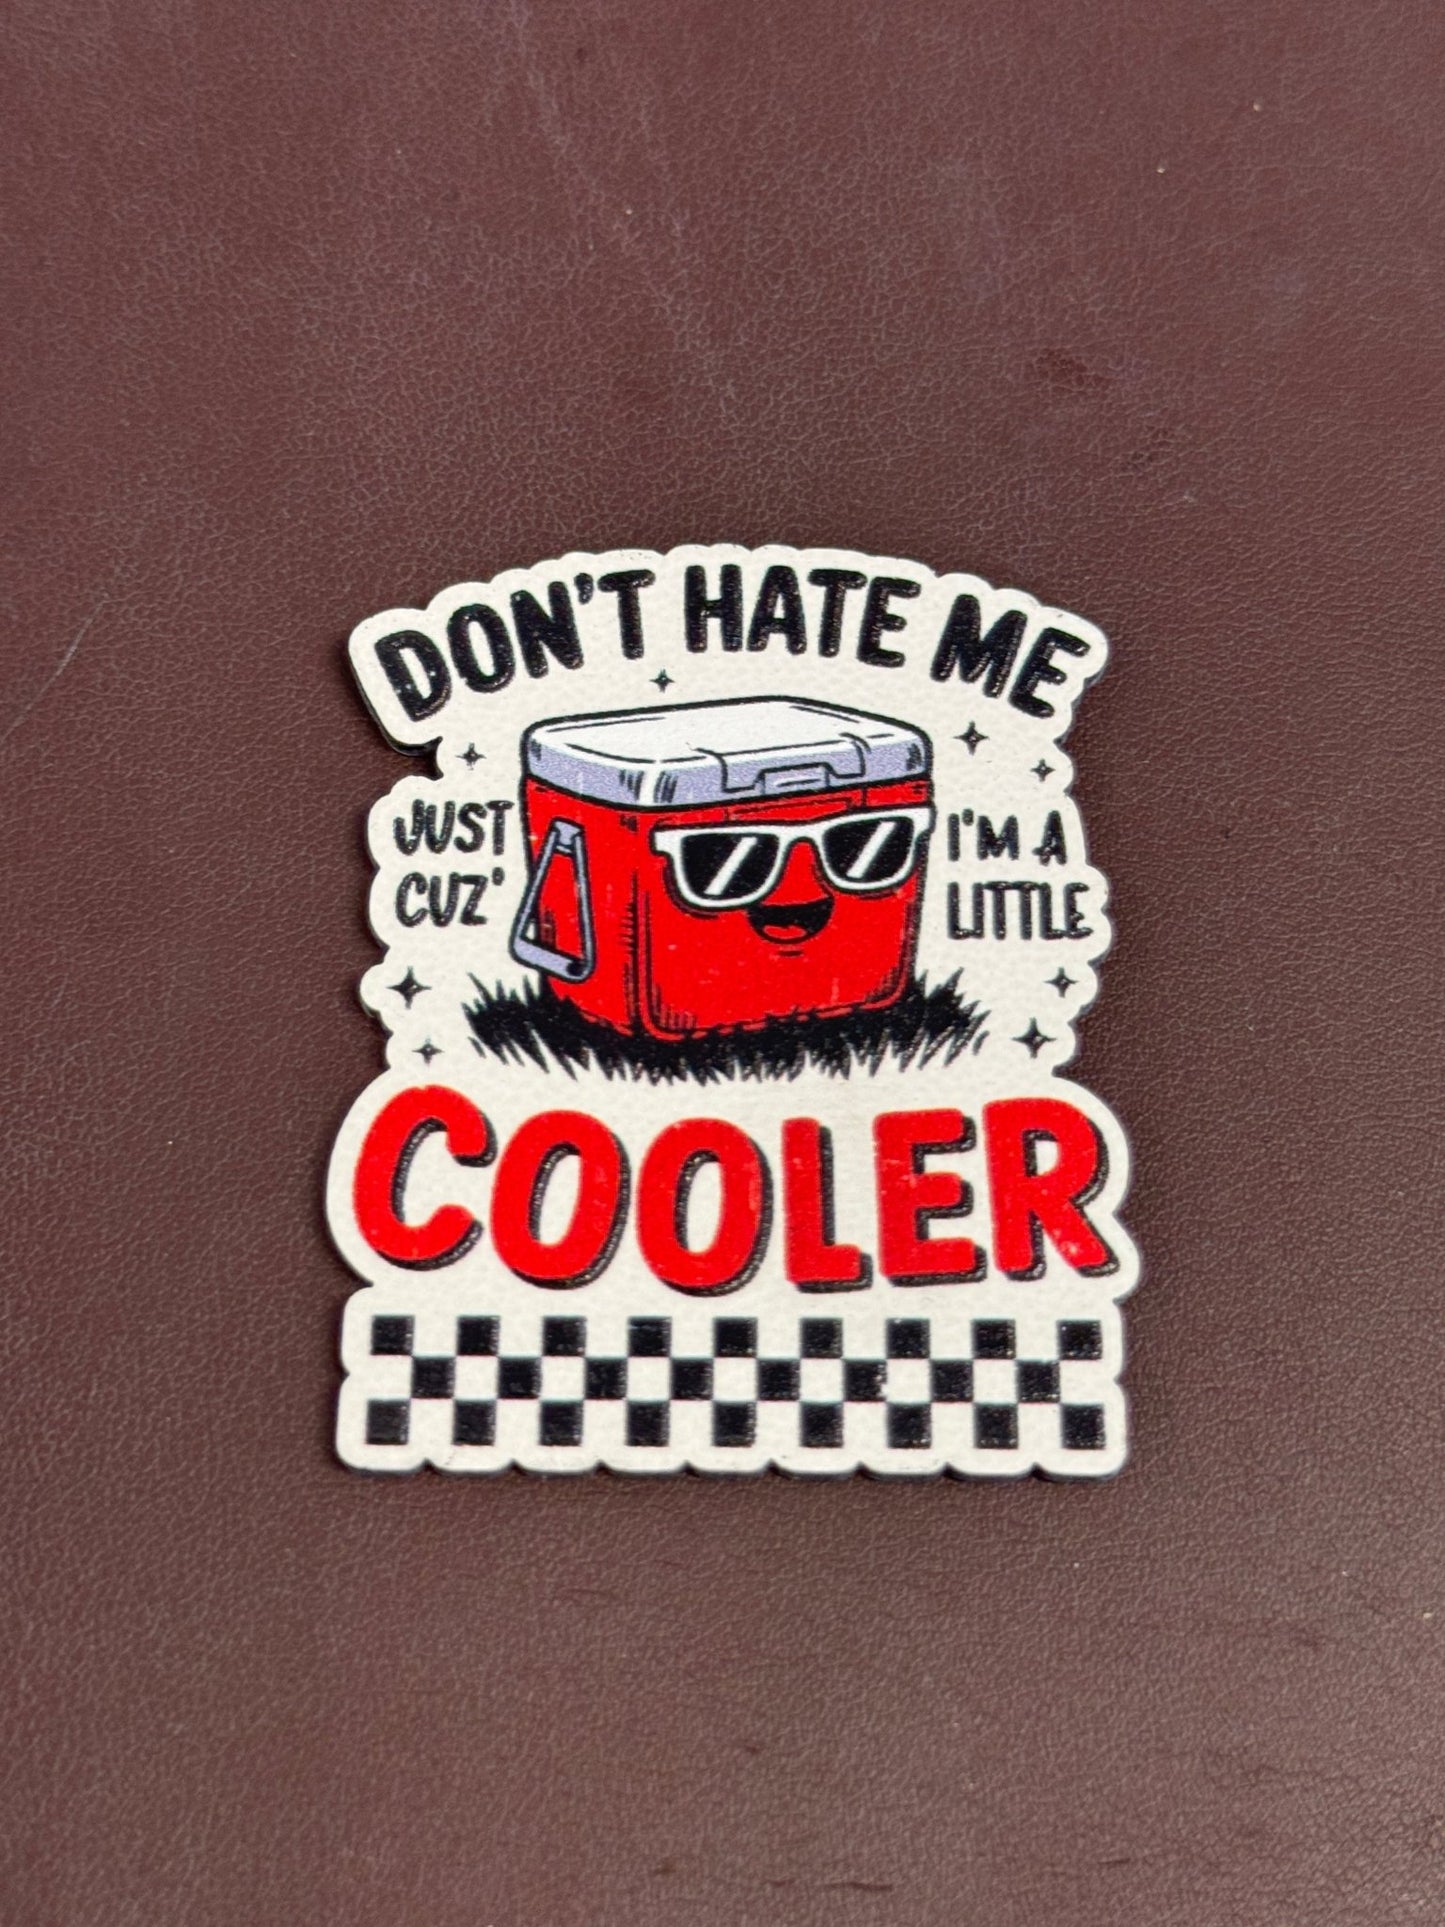 DON'T HATE ME
JUST
CUZ'
I'M A
LITTLE
COOLER